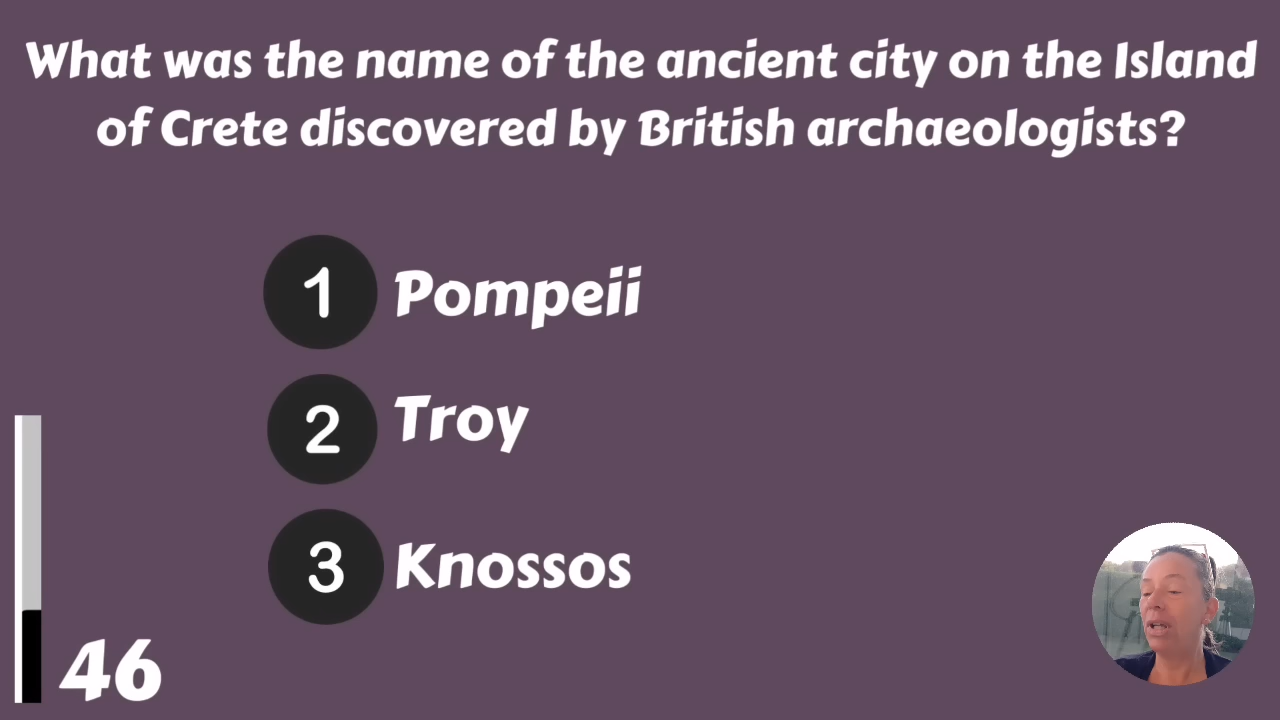 What was the name of the ancient city on the Island
of Crete discovered by British archaeologists?
1 Pompeii
2 Troy
3 Knossos
46